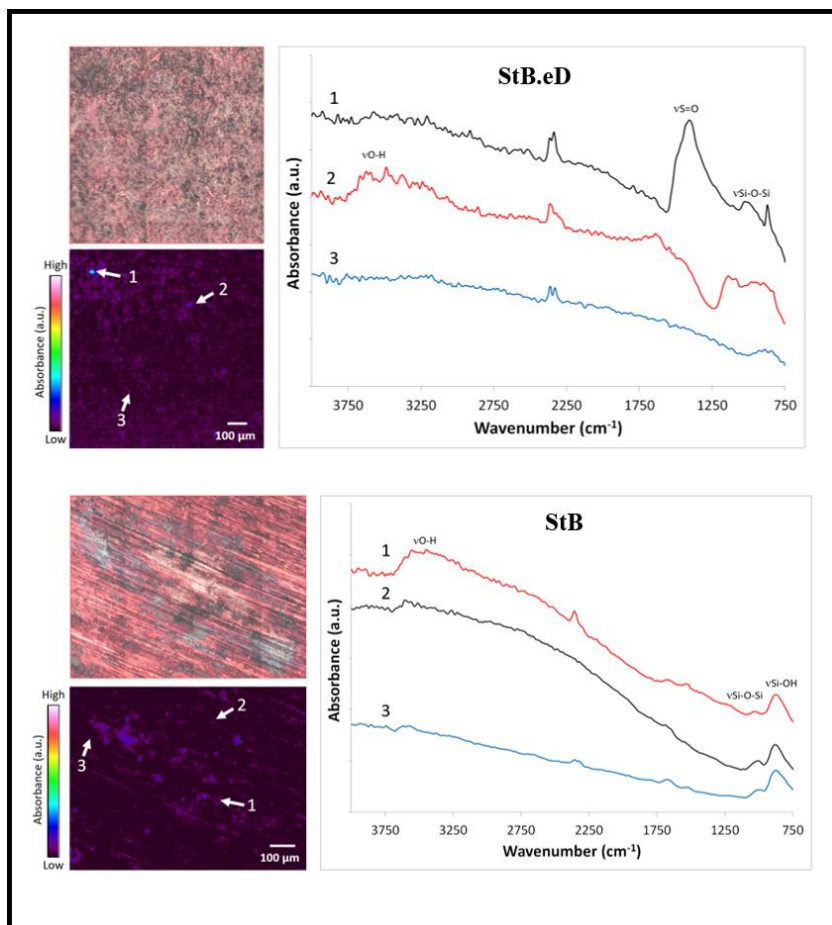 StB.eD
1
νS=O
νO-H
νSi-O-Si
2
3
Absorbance (a.u.)
3750 3250 2750 2250 1750 1250 750
Wavenumber (cm⁻¹)
High
Absorbance (a.u.)
Low
1
2
3
100 μm
StB
1
νO-H
2
νSi-O-Si
νSi-OH
3
Absorbance (a.u.)
3750 3250 2750 2250 1750 1250 750
Wavenumber (cm⁻¹)
High
Absorbance (a.u.)
Low
2
3
1
100 μm